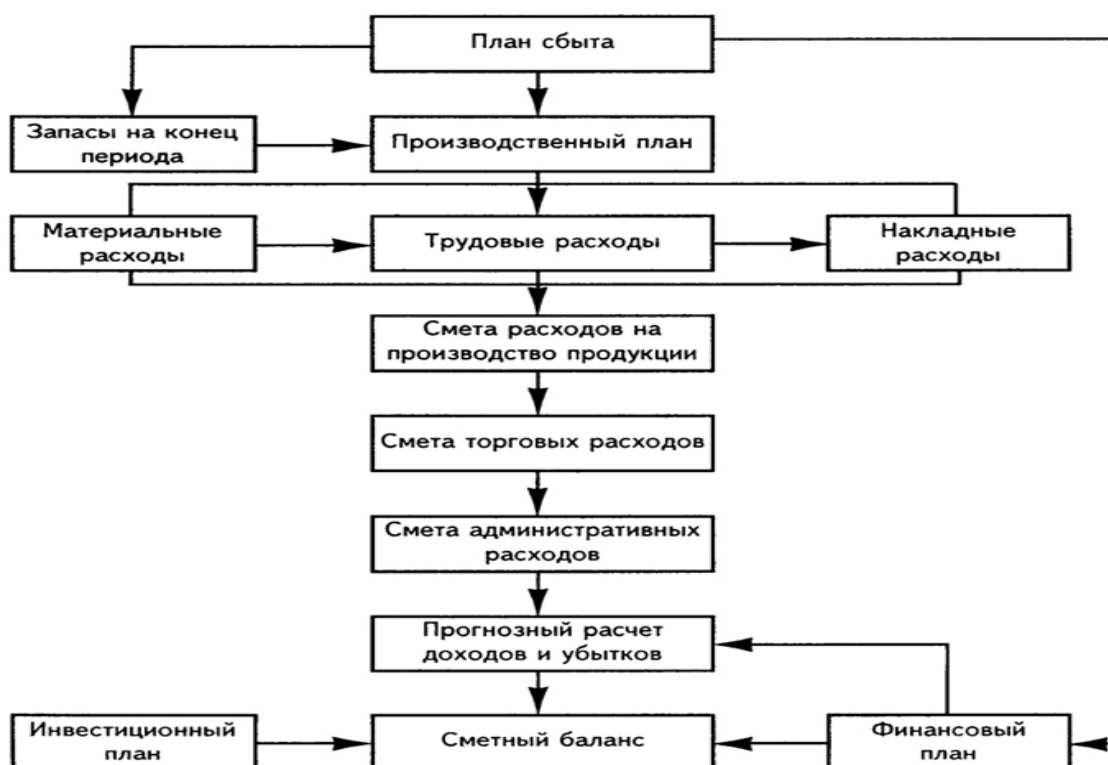 План сбыта
Запасы на конец
периода
Производственный план
Материальные
расходы
Трудовые расходы
Накладные
расходы
Смета расходов на
производство продукции
Смета торговых расходов
Смета административных
расходов
Прогнозный расчет
доходов и убытков
Инвестиционный
план
Сметный баланс
Финансовый
план